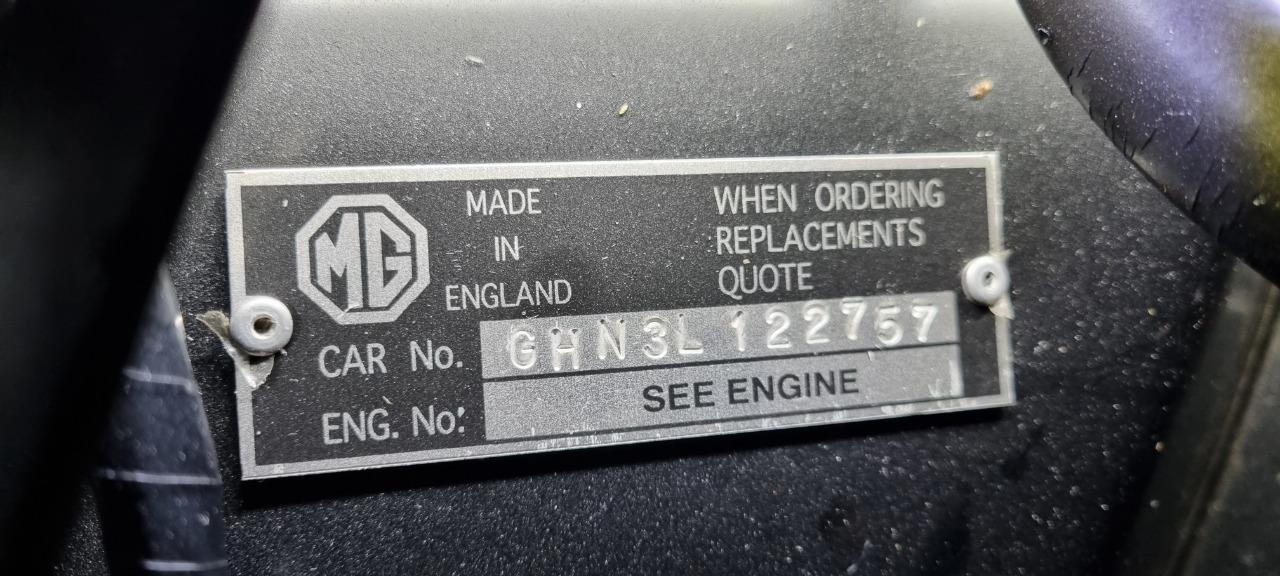 MG
MADE
IN
ENGLAND
WHEN ORDERING
REPLACEMENTS
QUOTE
CAR No. GHN3L 122757
ENG. No: SEE ENGINE